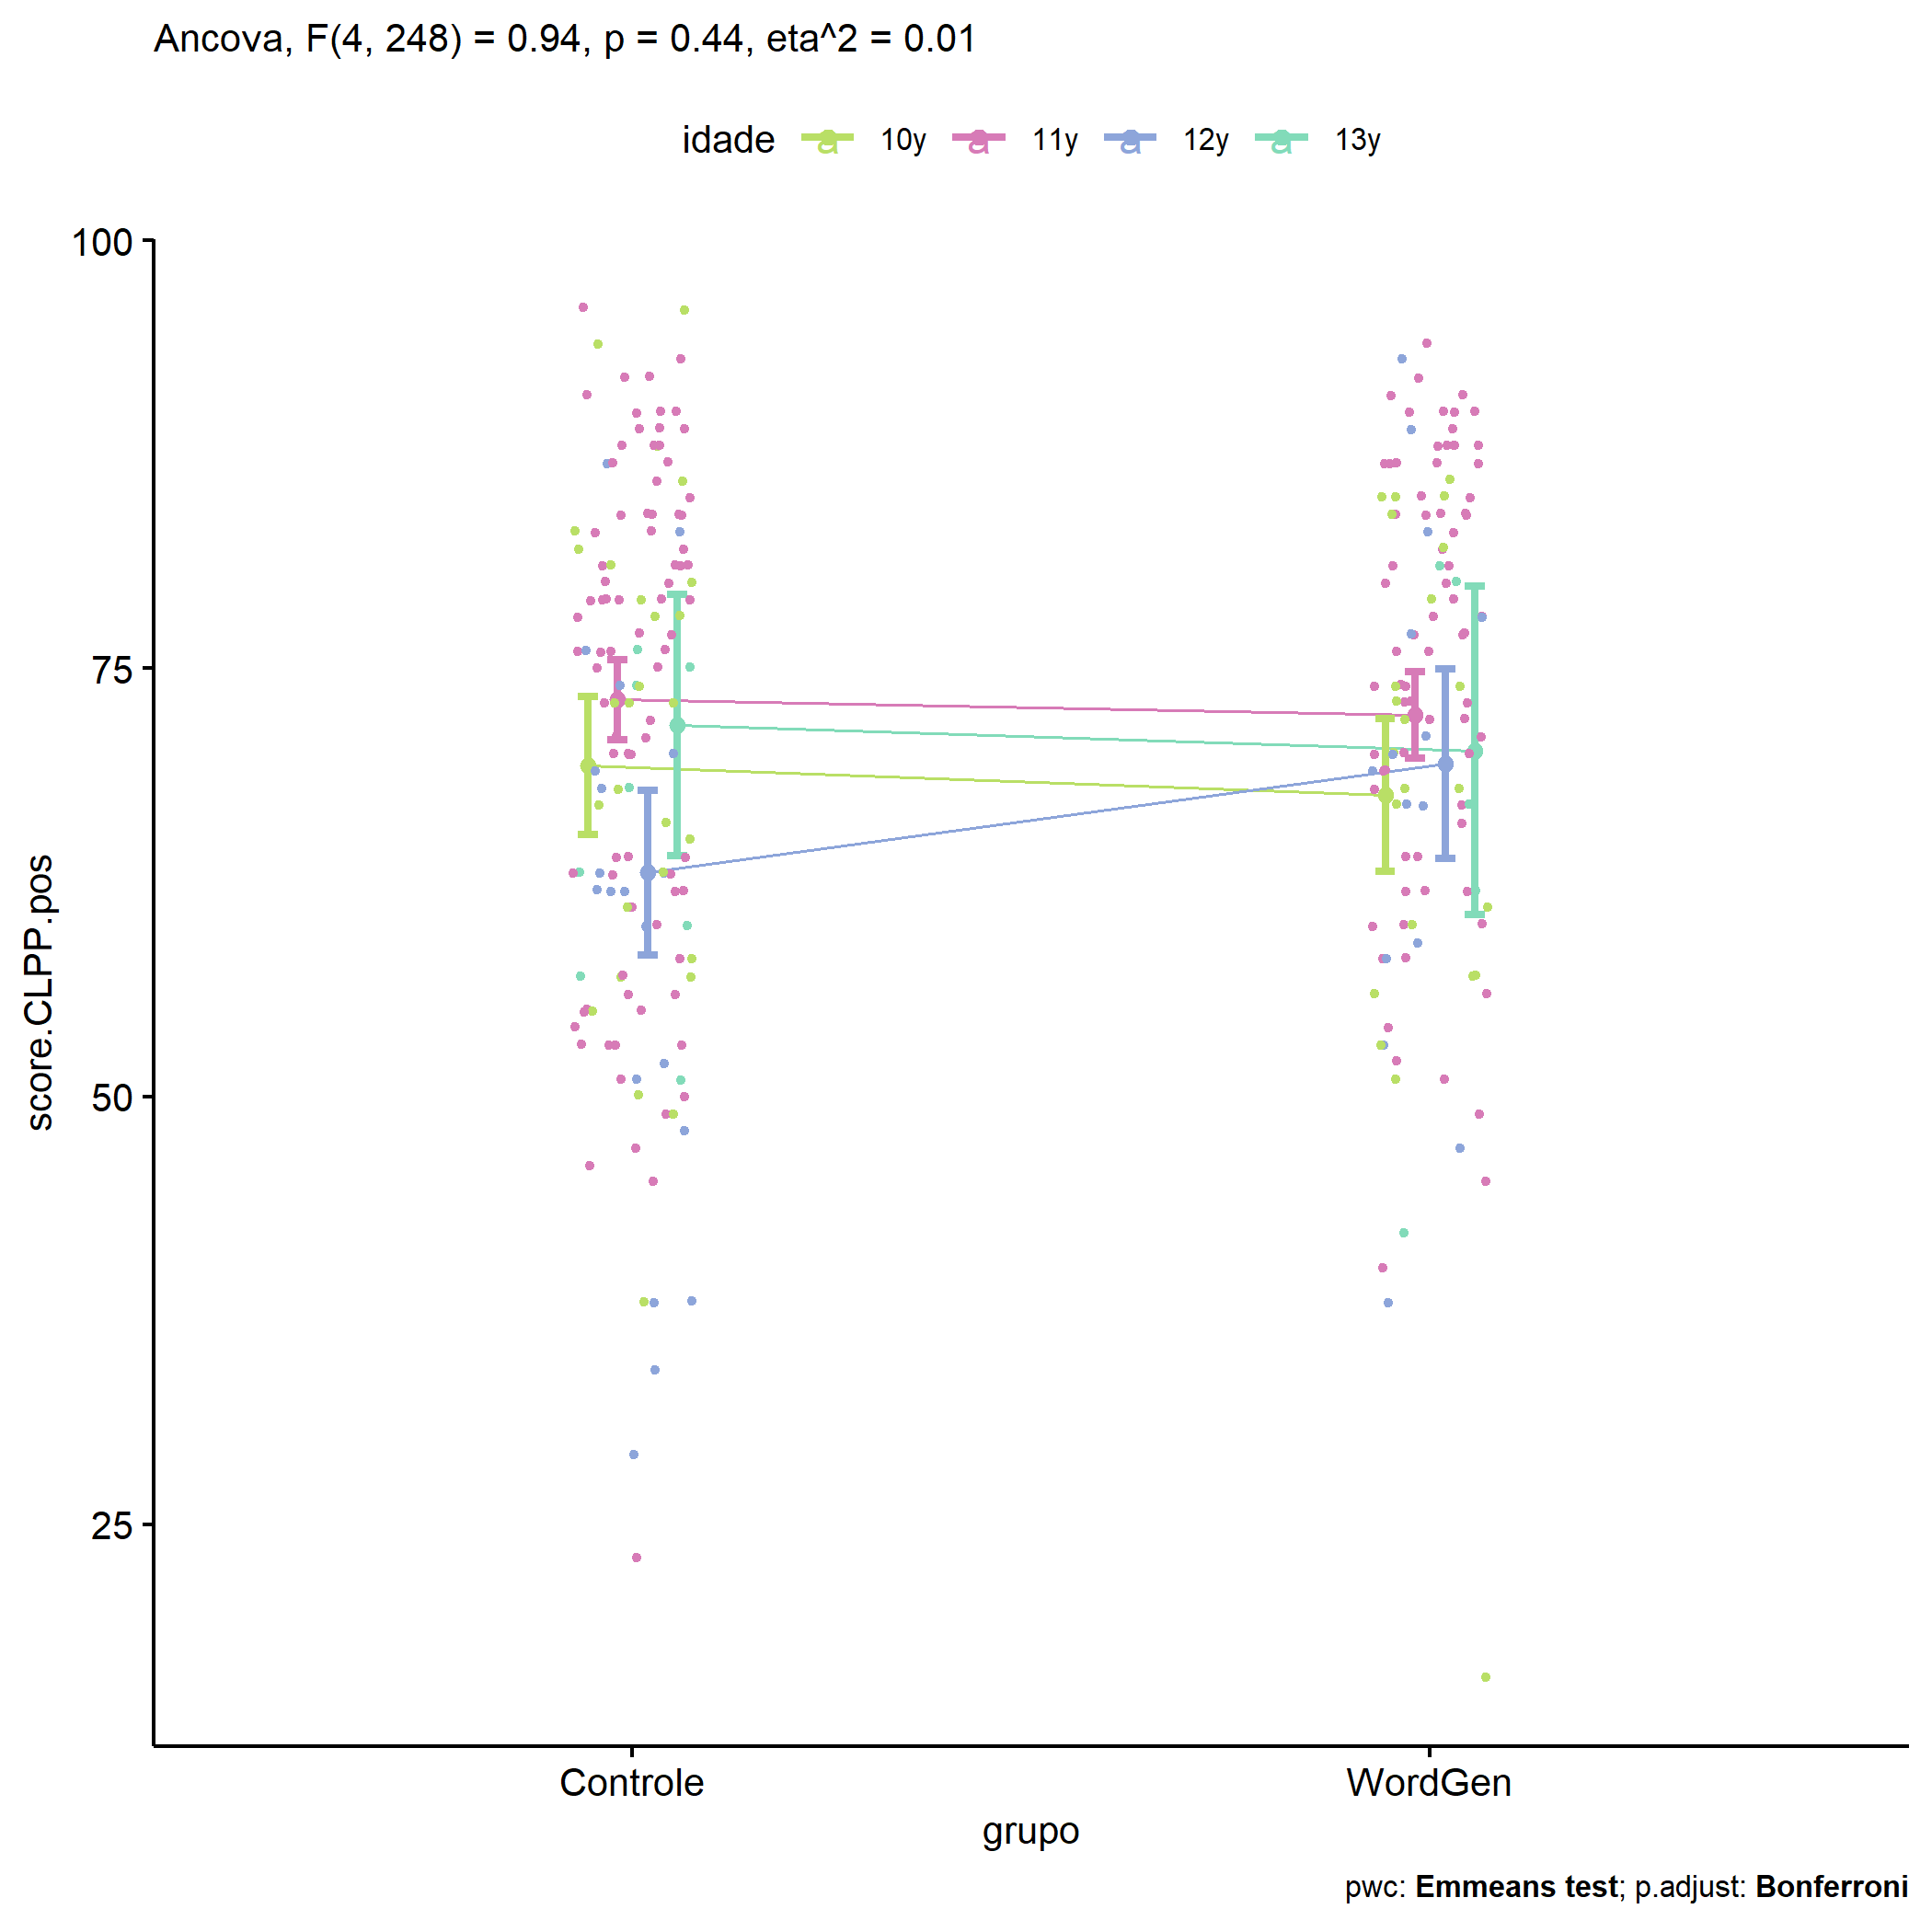 Ancova, F(4, 248) = 0.94, p = 0.44, eta^2 = 0.01
idade a 10y a 11y a 12y a 13y
100
75
50
25
score.CLPP.pos
Controle WordGen
grupo
pwc: Emmeans test; p.adjust: Bonferroni